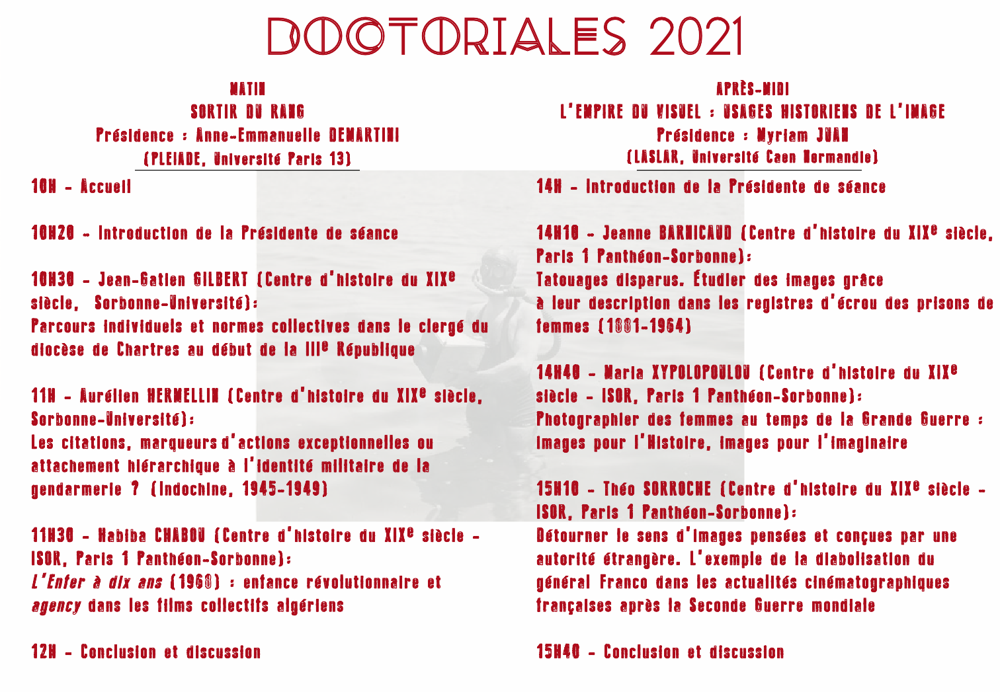 DOCTORIALES 2021
MATIN
SORTIR DU RANG
Présidence : Anne-Emmanuelle DEMARTINI
(PLEIADE, Université Paris 13)
10H - Accueil
10H20 - Introduction de la Présidente de séance
10H30 - Jean-Gatien GILBERT (Centre d'histoire du XIXe
siècle, Sorbonne-Université):
Parcours individuels et normes collectives dans le clergé du
diocèse de Chartres au début de la IIIe République
11H - Aurélien HERMELLIN (Centre d'histoire du XIXe siècle,
Sorbonne-Université):
Les citations, marqueurs d'actions exceptionnelles ou
attachement hiérarchique à l'identité militaire de la
gendarmerie ? (Indochine, 1945-1949)
11H30 - Habiba CHABOU (Centre d'histoire du XIXe siècle -
ISOR, Paris 1 Panthéon-Sorbonne):
L'Enfer à dix ans (1968) : enfance révolutionnaire et
agency dans les films collectifs algériens
12H - Conclusion et discussion
APRÈS-MIDI
L'EMPIRE DU VISUEL : USAGES HISTORIENS DE L'IMAGE
Présidence : Myriam JUAN
(LASLAR, Université Caen Normandie)
14H - Introduction de la Présidente de séance
14H10 - Jeanne BARNICAUD (Centre d'histoire du XIXe siècle,
Paris 1 Panthéon-Sorbonne):
Tatouages disparus. Étudier des images grâce
à leur description dans les registres d'écrou des prisons de
femmes (1881-1964)
14H40 - Maria XYPOLOPOULOU (Centre d'histoire du XIXe
siècle - ISOR, Paris 1 Panthéon-Sorbonne):
Photographier des femmes au temps de la Grande Guerre :
images pour l'Histoire, images pour l'imaginaire
15H10 - Théo SORROCHE (Centre d'histoire du XIXe siècle -
ISOR, Paris 1 Panthéon-Sorbonne):
Détourner le sens d'images pensées et conçues par une
autorité étrangère. L'exemple de la diabolisation du
général Franco dans les actualités cinématographiques
françaises après la Seconde Guerre mondiale
15H40 - Conclusion et discussion